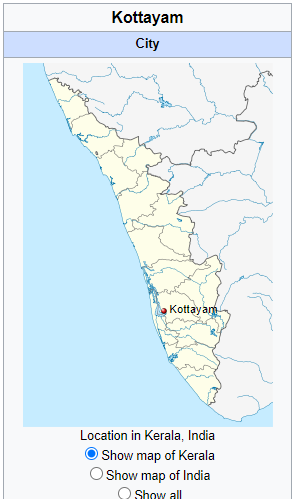 Kottayam
City
Kottayam
Location in Kerala, India
Show map of Kerala
Show map of India
Show all